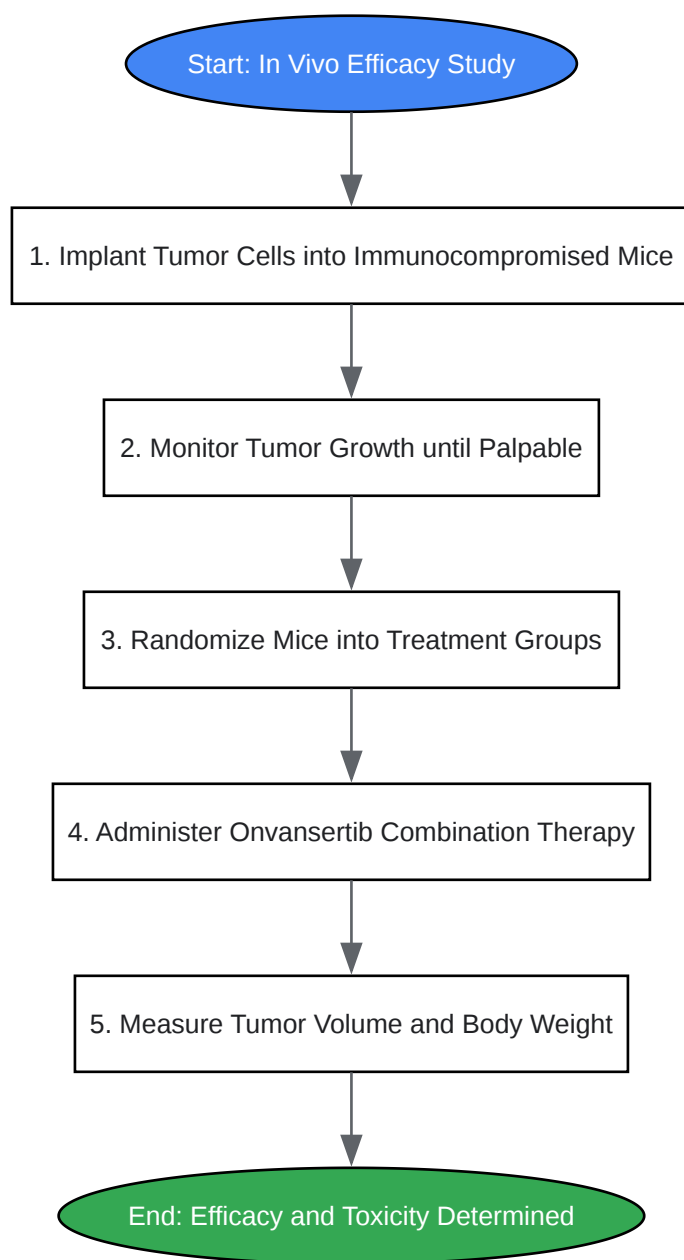 Start: In Vivo Efficacy Study
1. Implant Tumor Cells into Immunocompromised Mice
2. Monitor Tumor Growth until Palpable
3. Randomize Mice into Treatment Groups
4. Administer Onvansertib Combination Therapy
5. Measure Tumor Volume and Body Weight
End: Efficacy and Toxicity Determined